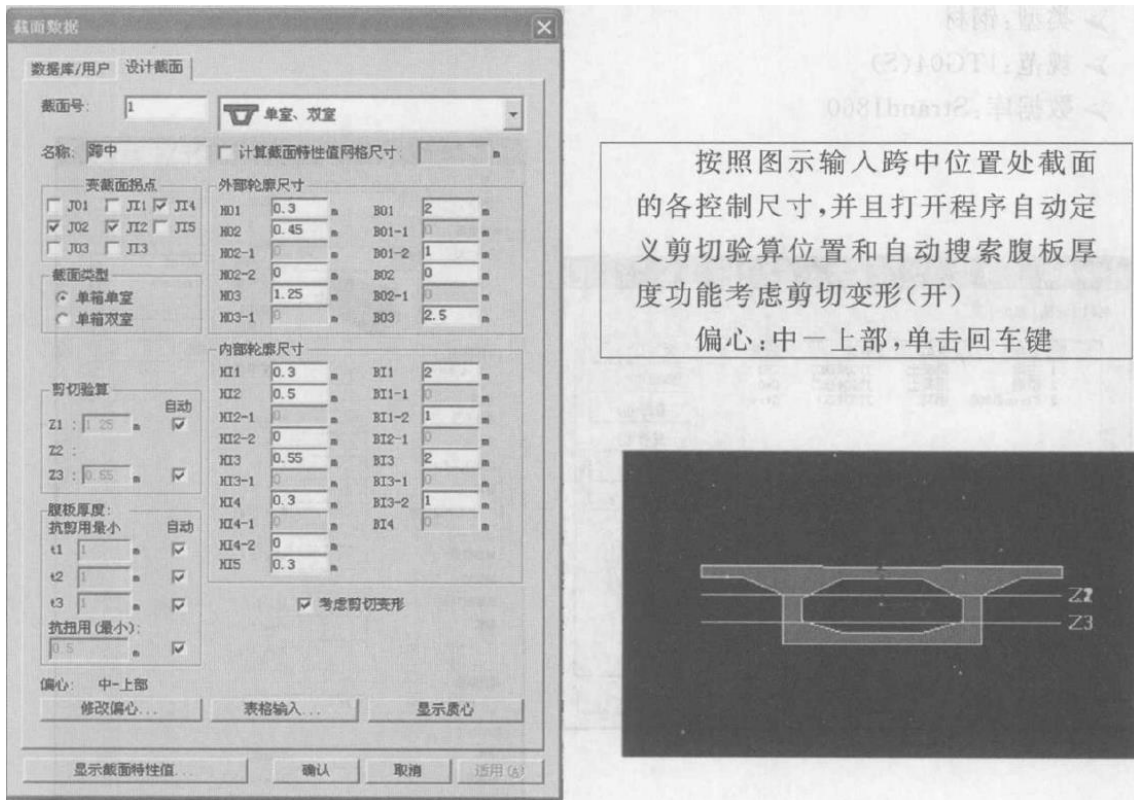 截面数据
数据库/用户 设计截面
截面号: 1 单室、双室
名称: 跨中 计算截面特性值网格尺寸: m
变截面拐点
JO1 JI1 JI4
JO2 JI2 JI5
JO3 JI3
截面类型
单箱单室
单箱双室
外部轮廓尺寸
HO1 0.3 m BO1 2 m
HO2 0.45 m BO1-1 0 m
HO2-1 0 m BO1-2 1 m
HO2-2 0 m BO2 0 m
HO3 1.25 m BO2-1 0 m
HO3-1 0 m BO3 2.5 m
内部轮廓尺寸
HI1 0.3 m BI1 2 m
HI2 0.5 m BI1-1 0 m
HI2-1 0 m BI1-2 1 m
HI2-2 0 m BI2-1 0 m
HI3 0.55 m BI3 2 m
HI3-1 0 m BI3-1 0 m
HI4 0.3 m BI3-2 1 m
HI4-1 0 m BI4 0 m
HI4-2 0 m
HI5 0.3 m
剪切验算
自动
Z1 : 1.25 m
Z2 :
Z3 : 0.55 m
腹板厚度:
抗剪用最小 自动
t1 1 m
t2 1 m
t3 1 m
抗扭用(最小):
0.5 m
考虑剪切变形
偏心: 中-上部
修改偏心... 表格输入... 显示质心
显示截面特性值... 确认 取消 适用(A)
类型:钢材
规范:JTG04(S)
数据库:Strand1860
按照图示输入跨中位置处截面
的各控制尺寸,并且打开程序自动定
义剪切验算位置和自动搜索腹板厚
度功能考虑剪切变形(开)
偏心:中－上部,单击回车键
Z3